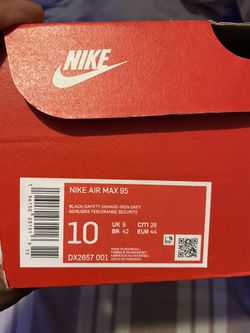 NIKE
NIKE AIR MAX 95
BLACK/SAFETY ORANGE-IRON GREY
NOIR/GRIS FER/ORANGE SECURITE
10
UK 9 cm 28
BR 42 EUR 44
DX2657 001